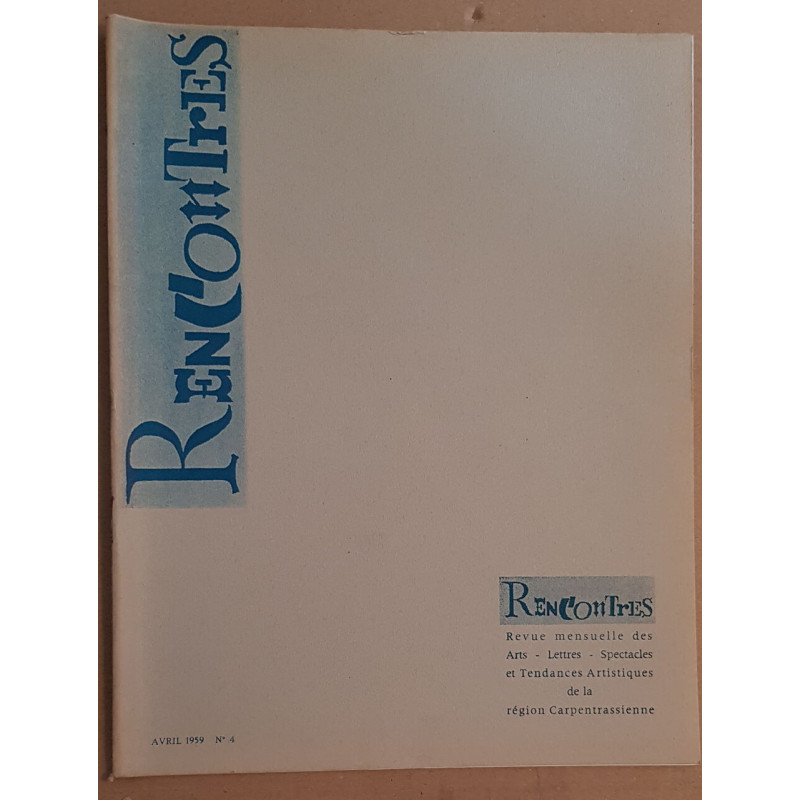 RENCONTRES
RENCONTRES
Revue mensuelle des
Arts - Lettres - Spectacles
et Tendances Artistiques
de la
région Carpentrassienne
AVRIL 1959 N° 4